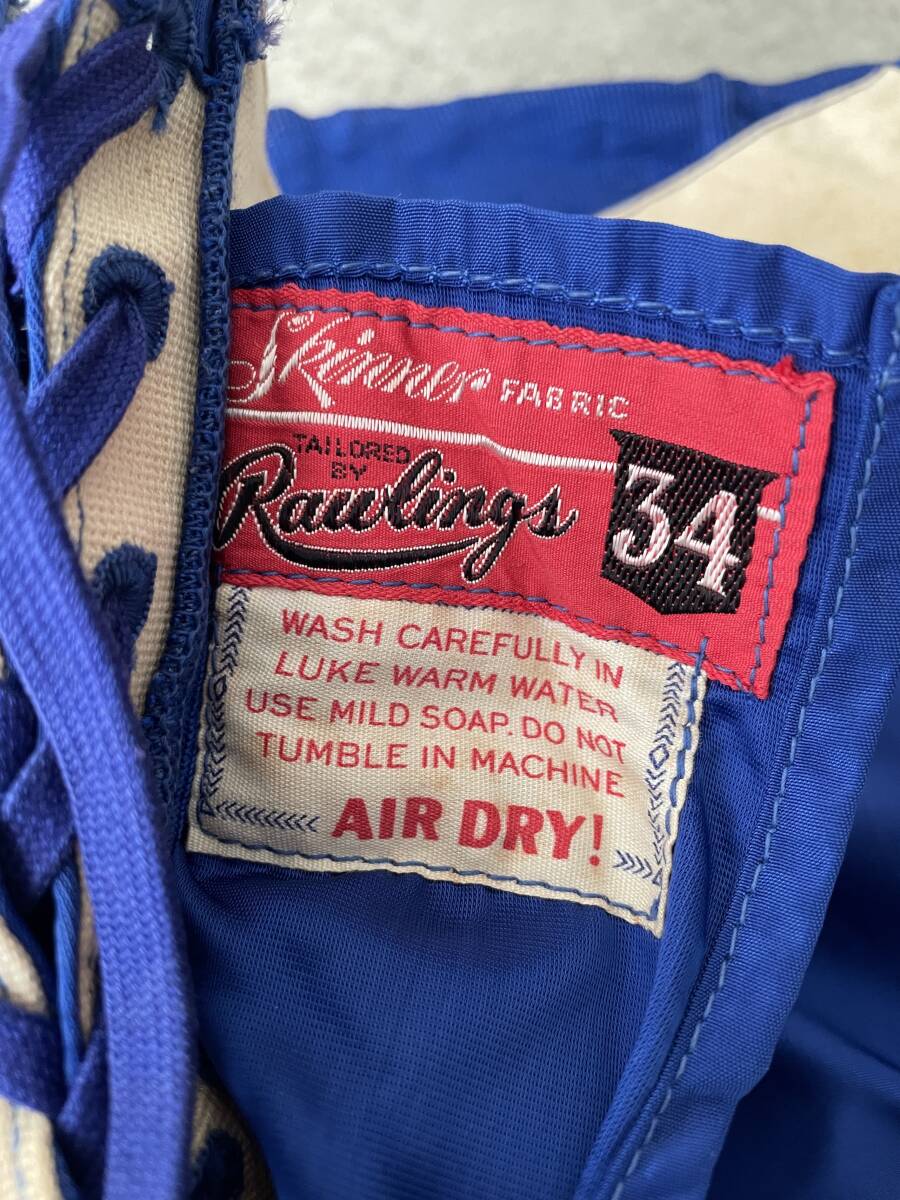 Skinner FABRIC
TAILORED
BY
Rawlings 34
WASH CAREFULLY IN
LUKE WARM WATER
USE MILD SOAP. DO NOT
TUMBLE IN MACHINE
AIR DRY!